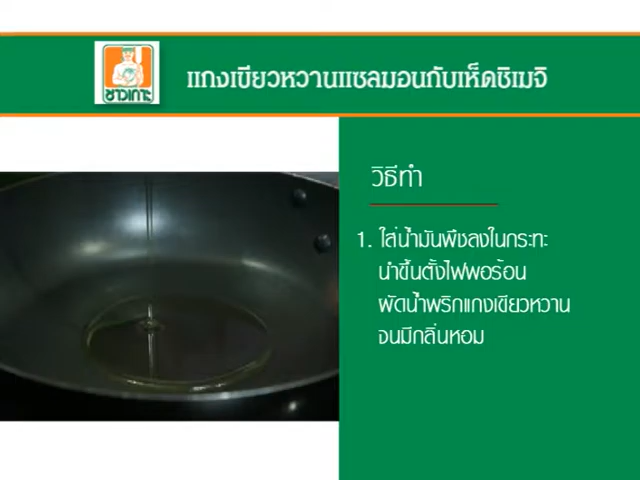 แกงเขียวหวานแซลมอนกับเห็ดชิเมจิ
ชาวเกาะ
วิธีทำ
1. ใส่น้ำมันพืชลงในกระทะ
นำขึ้นตั้งไฟพอร้อน
ผัดน้ำพริกแกงเขียวหวาน
จนมีกลิ่นหอม